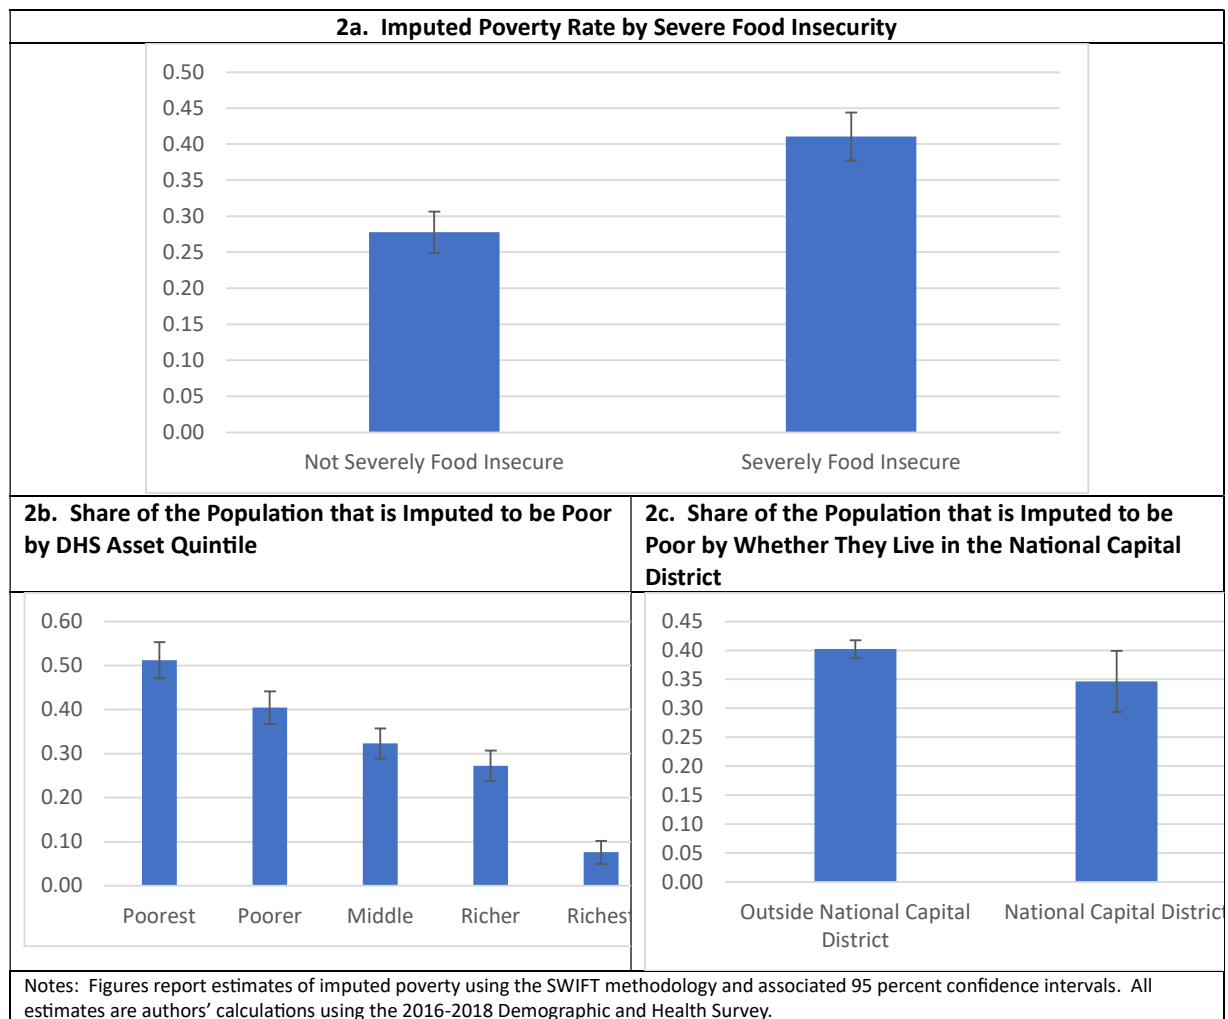 2a. Imputed Poverty Rate by Severe Food Insecurity
0.50
0.45
0.40
0.35
0.30
0.25
0.20
0.15
0.10
0.05
0.00
Not Severely Food Insecure
Severely Food Insecure
2b. Share of the Population that is Imputed to be Poor
by DHS Asset Quintile
2c. Share of the Population that is Imputed to be
Poor by Whether They Live in the National Capital
District
0.60
0.50
0.40
0.30
0.20
0.10
0.00
Poorest
Poorer
Middle
Richer
Richest
0.45
0.40
0.35
0.30
0.25
0.20
0.15
0.10
0.05
0.00
Outside National Capital
District
National Capital District
Notes: Figures report estimates of imputed poverty using the SWIFT methodology and associated 95 percent confidence intervals. All
estimates are authors' calculations using the 2016-2018 Demographic and Health Survey.